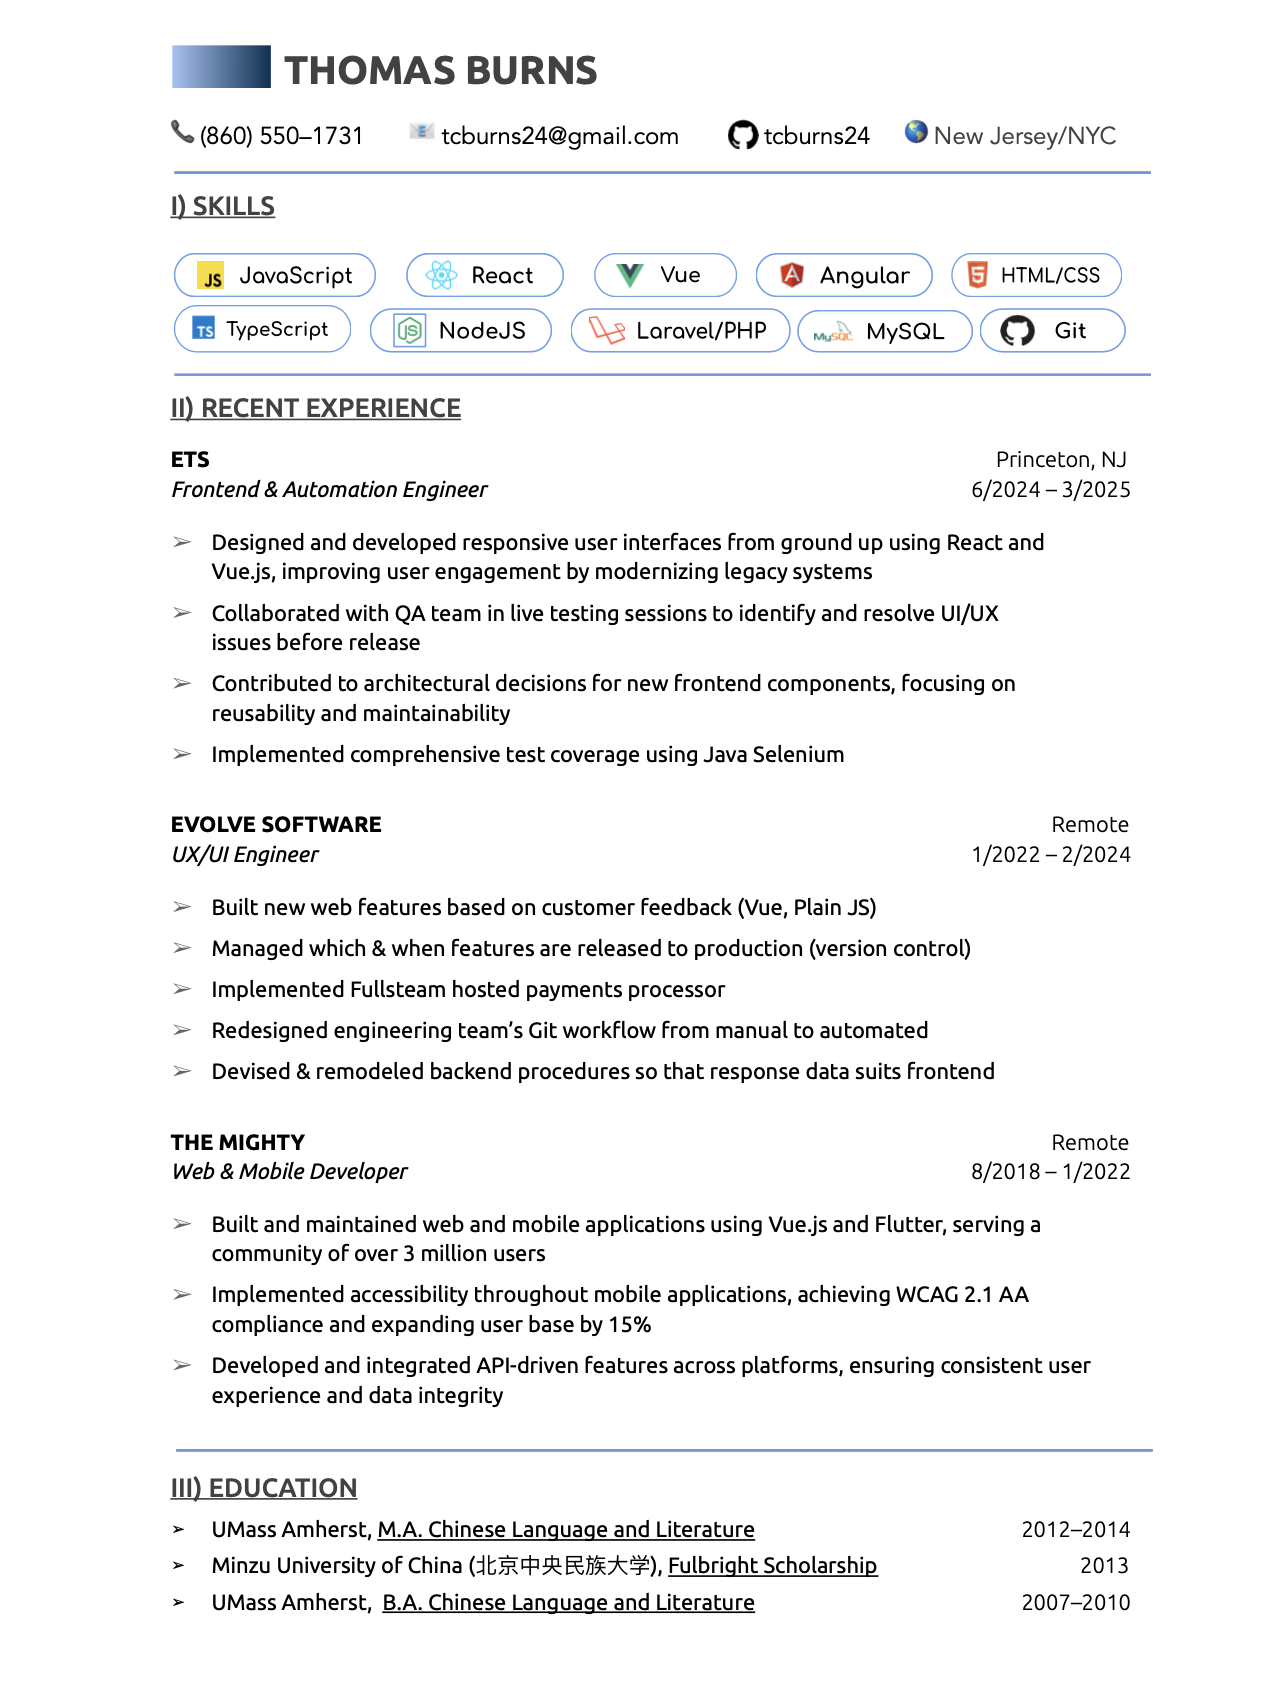 THOMAS BURNS
(860) 550–1731 tcburns24@gmail.com tcburns24 New Jersey/NYC
I) SKILLS
JS JavaScript React Vue Angular HTML/CSS
TS TypeScript NodeJS Laravel/PHP MySQL MySQL Git
II) RECENT EXPERIENCE
ETS Princeton, NJ
Frontend & Automation Engineer 6/2024 – 3/2025
➢ Designed and developed responsive user interfaces from ground up using React and
Vue.js, improving user engagement by modernizing legacy systems
➢ Collaborated with QA team in live testing sessions to identify and resolve UI/UX
issues before release
➢ Contributed to architectural decisions for new frontend components, focusing on
reusability and maintainability
➢ Implemented comprehensive test coverage using Java Selenium
EVOLVE SOFTWARE Remote
UX/UI Engineer 1/2022 – 2/2024
➢ Built new web features based on customer feedback (Vue, Plain JS)
➢ Managed which & when features are released to production (version control)
➢ Implemented Fullsteam hosted payments processor
➢ Redesigned engineering team’s Git workflow from manual to automated
➢ Devised & remodeled backend procedures so that response data suits frontend
THE MIGHTY Remote
Web & Mobile Developer 8/2018 – 1/2022
➢ Built and maintained web and mobile applications using Vue.js and Flutter, serving a
community of over 3 million users
➢ Implemented accessibility throughout mobile applications, achieving WCAG 2.1 AA
compliance and expanding user base by 15%
➢ Developed and integrated API-driven features across platforms, ensuring consistent user
experience and data integrity
III) EDUCATION
➢ UMass Amherst, M.A. Chinese Language and Literature 2012–2014
➢ Minzu University of China (北京中央民族大学), Fulbright Scholarship 2013
➢ UMass Amherst, B.A. Chinese Language and Literature 2007–2010